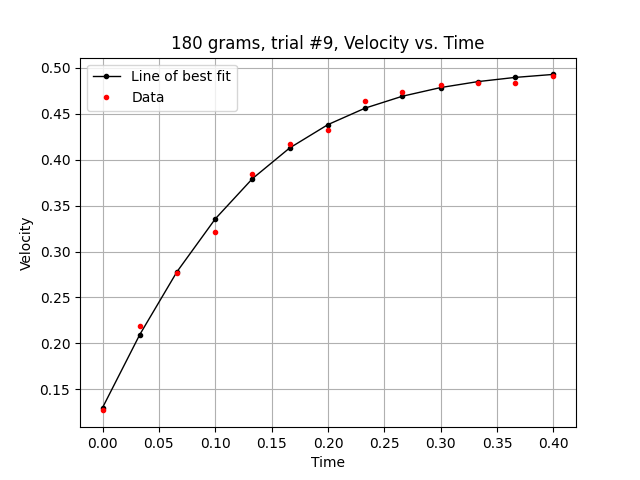 180 grams, trial #9, Velocity vs. Time
Line of best fit
Data
0.50
0.45
0.40
0.35
0.30
0.25
0.20
0.15
Velocity
0.00 0.05 0.10 0.15 0.20 0.25 0.30 0.35 0.40
Time